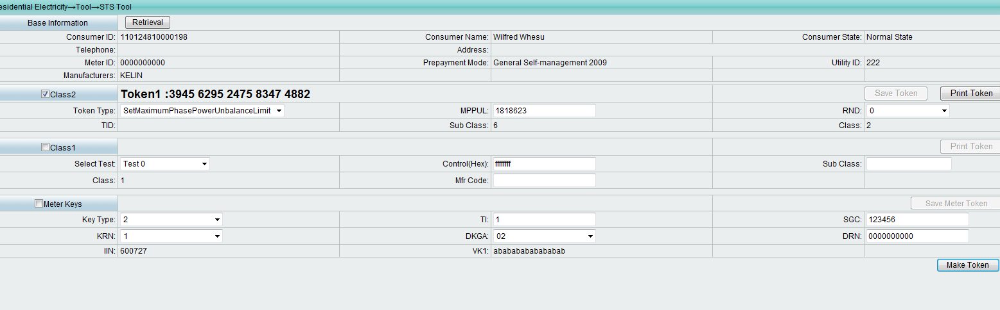 esidential Electricity→Tool→STS Tool
Base Information Retrieval
Consumer ID: 110124810000198 Consumer Name: Wilfred Whesu Consumer State: Normal State
Telephone: Address:
Meter ID: 0000000000 Prepayment Mode: General Self-management 2009 Utility ID: 222
Manufacturers: KELIN
Class2 Token1 :3945 6295 2475 8347 4882 Save Token Print Token
Token Type: SetMaximumPhasePowerUnbalanceLimit MPPUL: 1818623 RND: 0
TID: Sub Class: 6 Class: 2
Class1 Print Token
Select Test: Test 0 Control(Hex): ffffffff Sub Class:
Class: 1 Mfr Code:
Meter Keys Save Meter Token
Key Type: 2 TI: 1 SGC: 123456
KRN: 1 DKGA: 02 DRN: 0000000000
IIN: 600727 VK1: abababababababab
Make Token